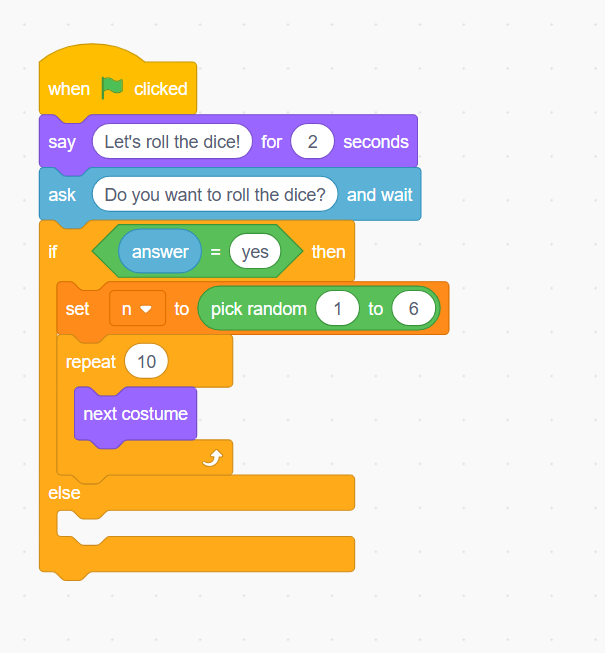 when clicked
say Let's roll the dice! for 2 seconds
ask Do you want to roll the dice? and wait
if answer = yes then
set n to pick random 1 to 6
repeat 10
next costume
else